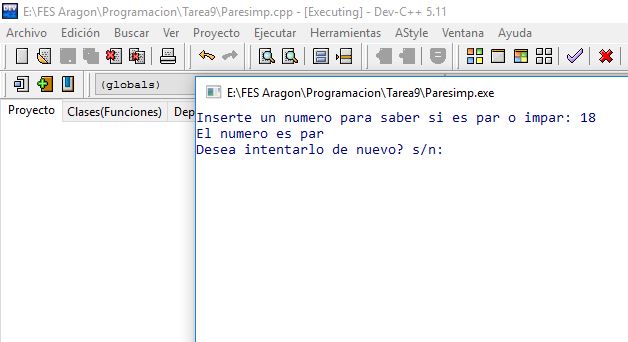 E:\FES Aragon\Programacion\Tarea9\Paresimp.cpp - [Executing] - Dev-C++ 5.11
Archivo Edición Buscar Ver Proyecto Ejecutar Herramientas AStyle Ventana Ayuda
(globals)
E:\FES Aragon\Programacion\Tarea9\Paresimp.exe
Proyecto Clases(Funciones) Dep
Inserte un numero para saber si es par o impar: 18
El numero es par
Desea intentarlo de nuevo? s/n: